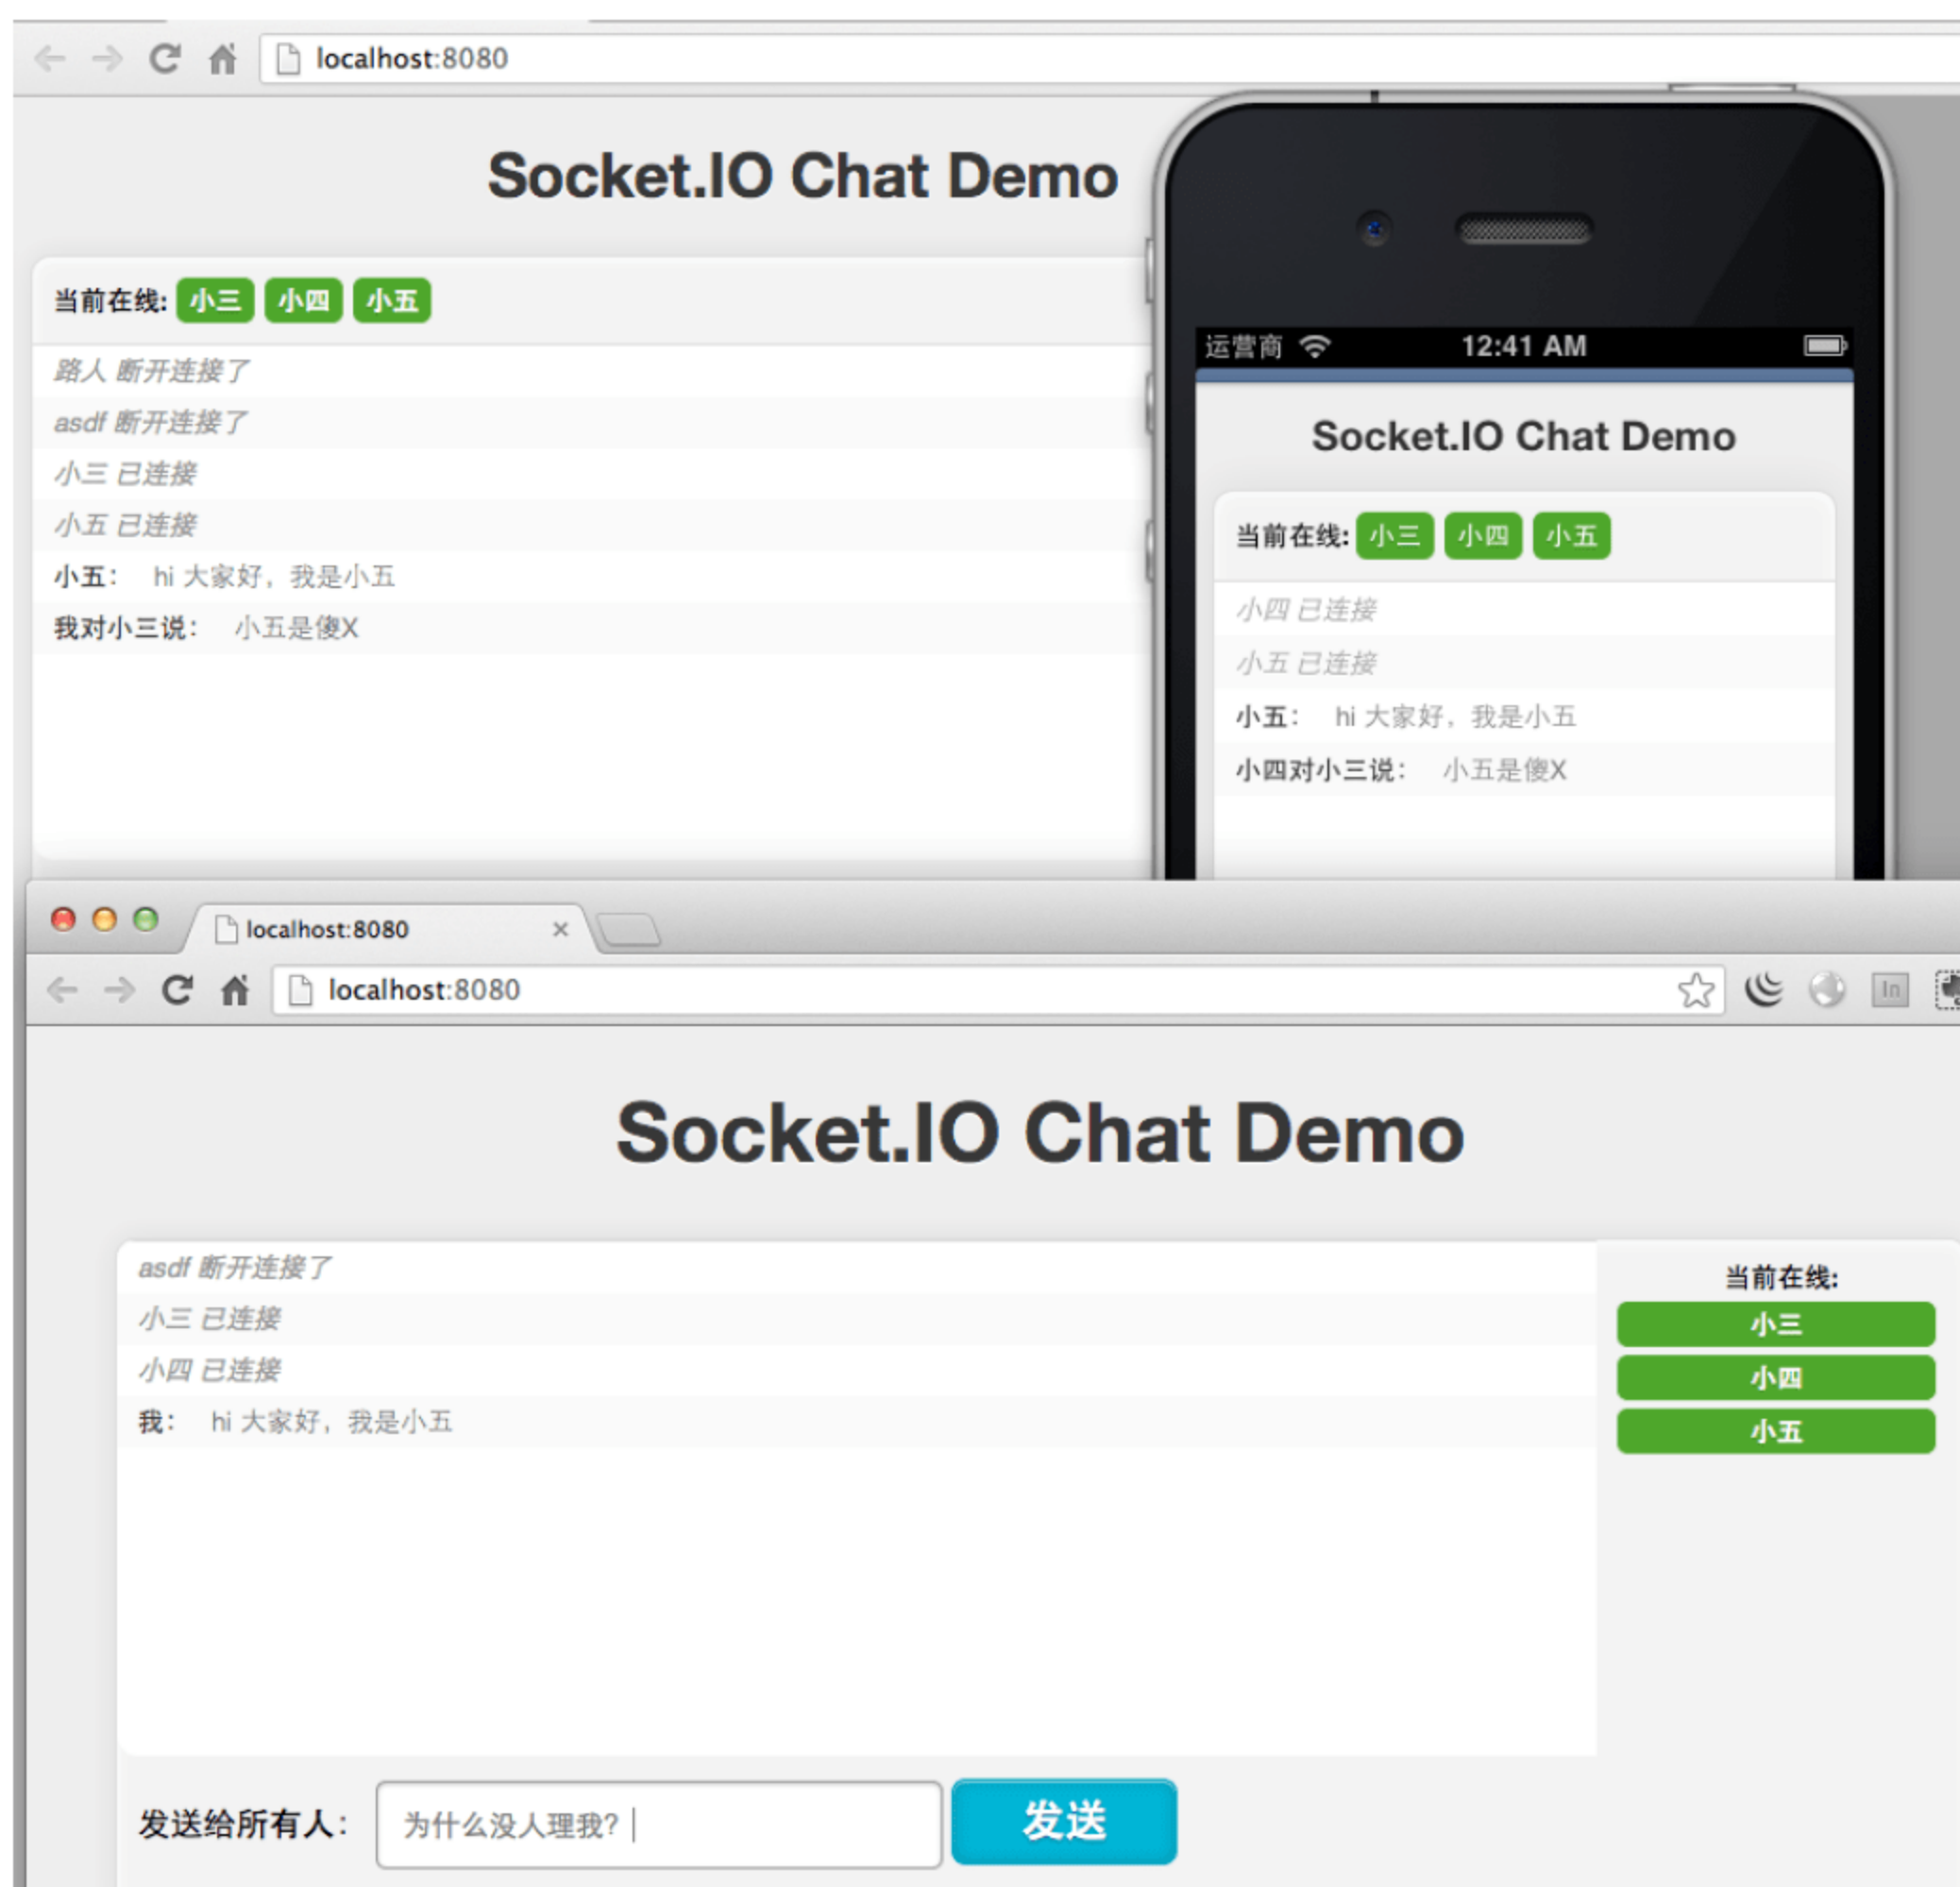 localhost:8080
Socket.IO Chat Demo
当前在线: 小三 小四 小五
路人 断开连接了
asdf 断开连接了
小三 已连接
小五 已连接
小五： hi 大家好，我是小五
我对小三说： 小五是傻X
运营商 12:41 AM
Socket.IO Chat Demo
当前在线: 小三 小四 小五
小四 已连接
小五 已连接
小五： hi 大家好，我是小五
小四对小三说： 小五是傻X
localhost:8080
localhost:8080
In
Socket.IO Chat Demo
asdf 断开连接了
小三 已连接
小四 已连接
我： hi 大家好，我是小五
当前在线:
小三
小四
小五
发送给所有人： 为什么没人理我? 发送